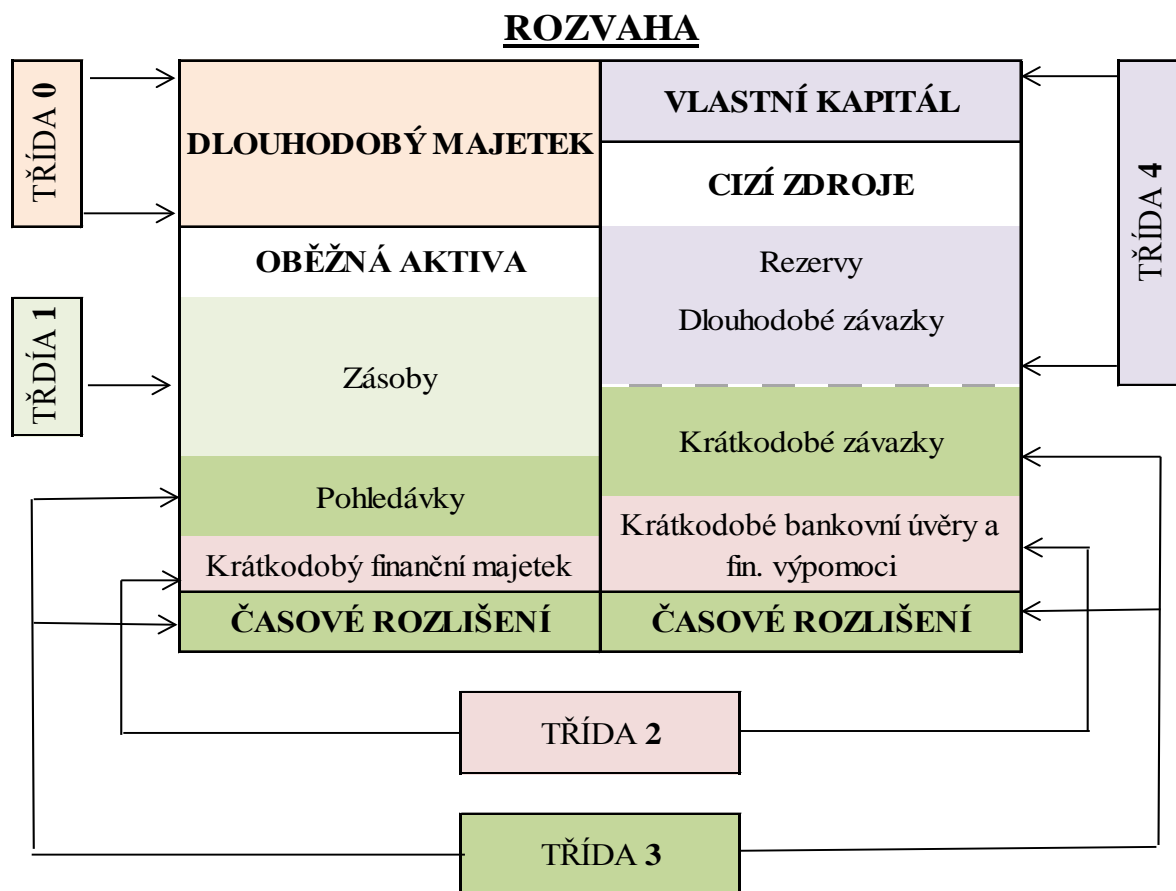 ROZVAHA
TŘÍDA 0
DLOUHODOBÝ MAJETEK
VLASTNÍ KAPITÁL
CIZÍ ZDROJE
TŘÍDA 4
OBĚŽNÁ AKTIVA
Rezervy
Dlouhodobé závazky
TŘDÍA 1
Zásoby
Krátkodobé závazky
Pohledávky
Krátkodobý finanční majetek
Krátkodobé bankovní úvěry a
fin. výpomoci
ČASOVÉ ROZLIŠENÍ
ČASOVÉ ROZLIŠENÍ
TŘÍDA 2
TŘÍDA 3